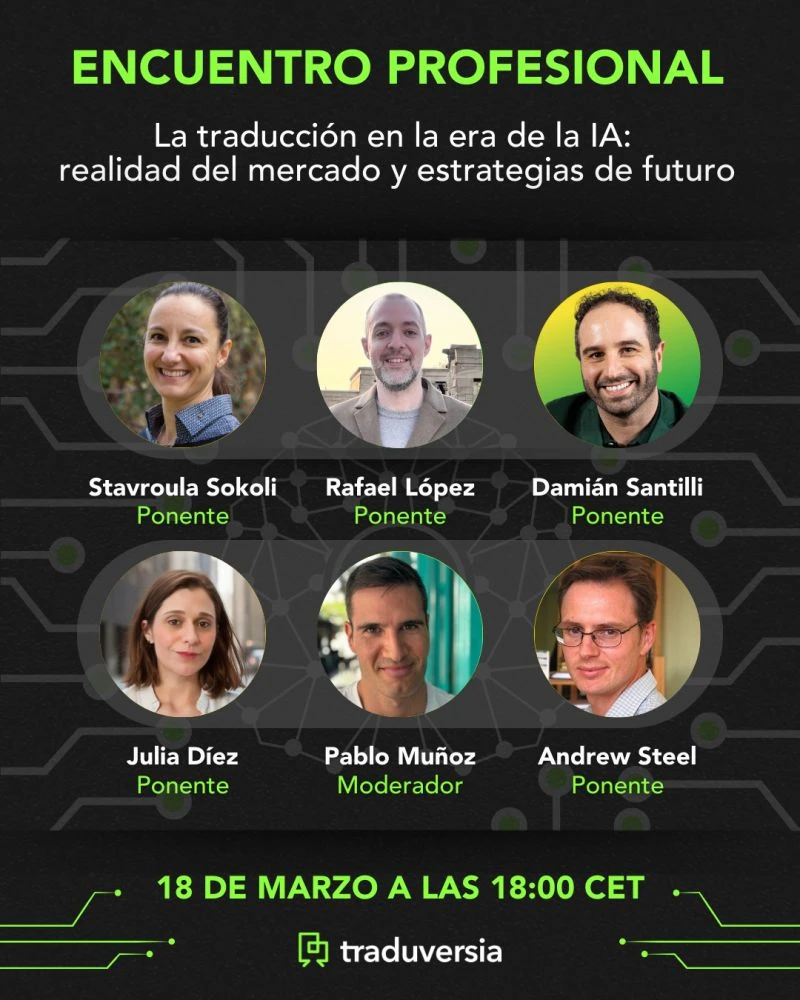 ENCUENTRO PROFESIONAL
La traducción en la era de la IA:
realidad del mercado y estrategias de futuro
Stavroula Sokoli
Ponente
Rafael López
Ponente
Damián Santilli
Ponente
Julia Díez
Ponente
Pablo Muñoz
Moderador
Andrew Steel
Ponente
18 DE MARZO A LAS 18:00 CET
traduversia